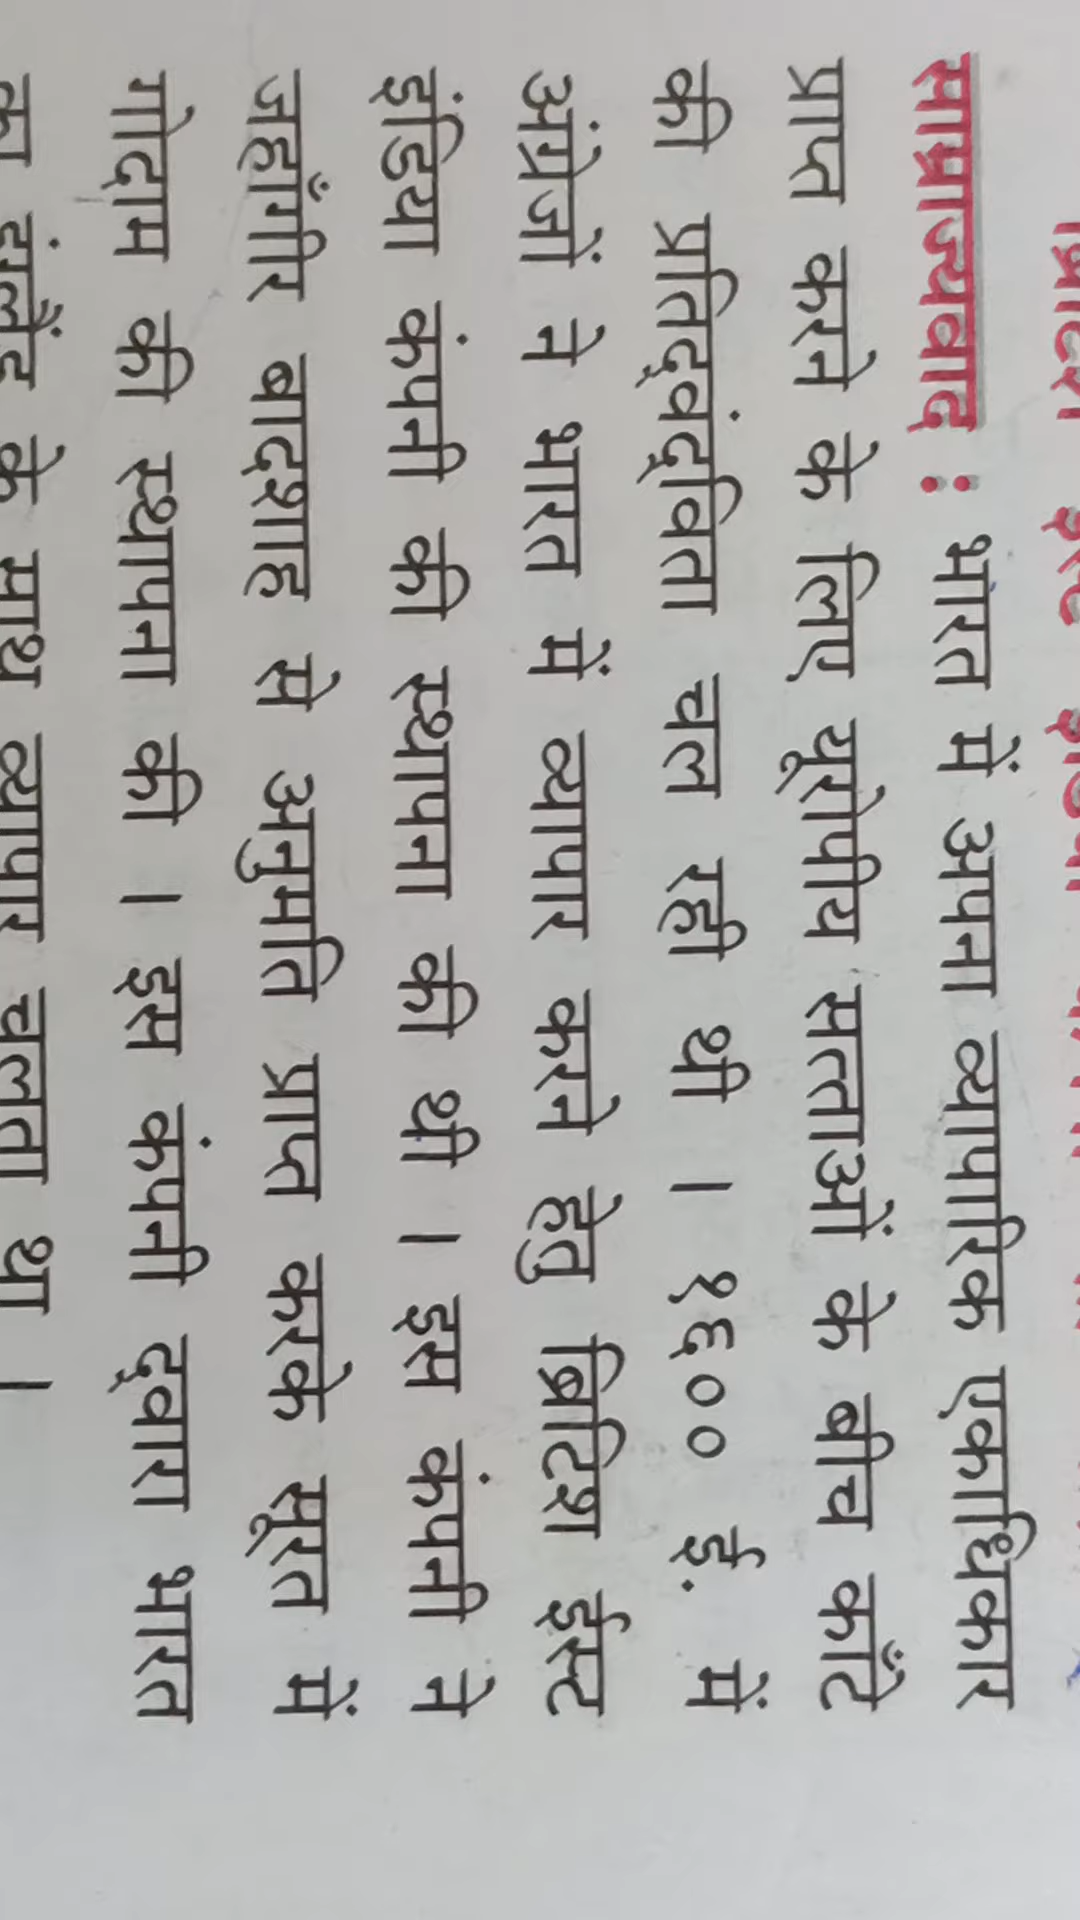 ब्रिटिश ईस्ट इंडिया
साम्राज्यवाद : भारत में अपना व्यापारिक एकाधिकार
प्राप्त करने के लिए यूरोपीय सत्ताओं के बीच काँटे
की प्रतिद्वंद्विता चल रही थी । १६०० ई. में
अंग्रेजों ने भारत में व्यापार करने हेतु ब्रिटिश ईस्ट
इंडिया कंपनी की स्थापना की थी । इस कंपनी ने
जहाँगीर बादशाह से अनुमति प्राप्त करके सूरत में
गोदाम की स्थापना की । इस कंपनी द्वारा भारत
का इंग्लैंड के साथ व्यापार चलता था ।